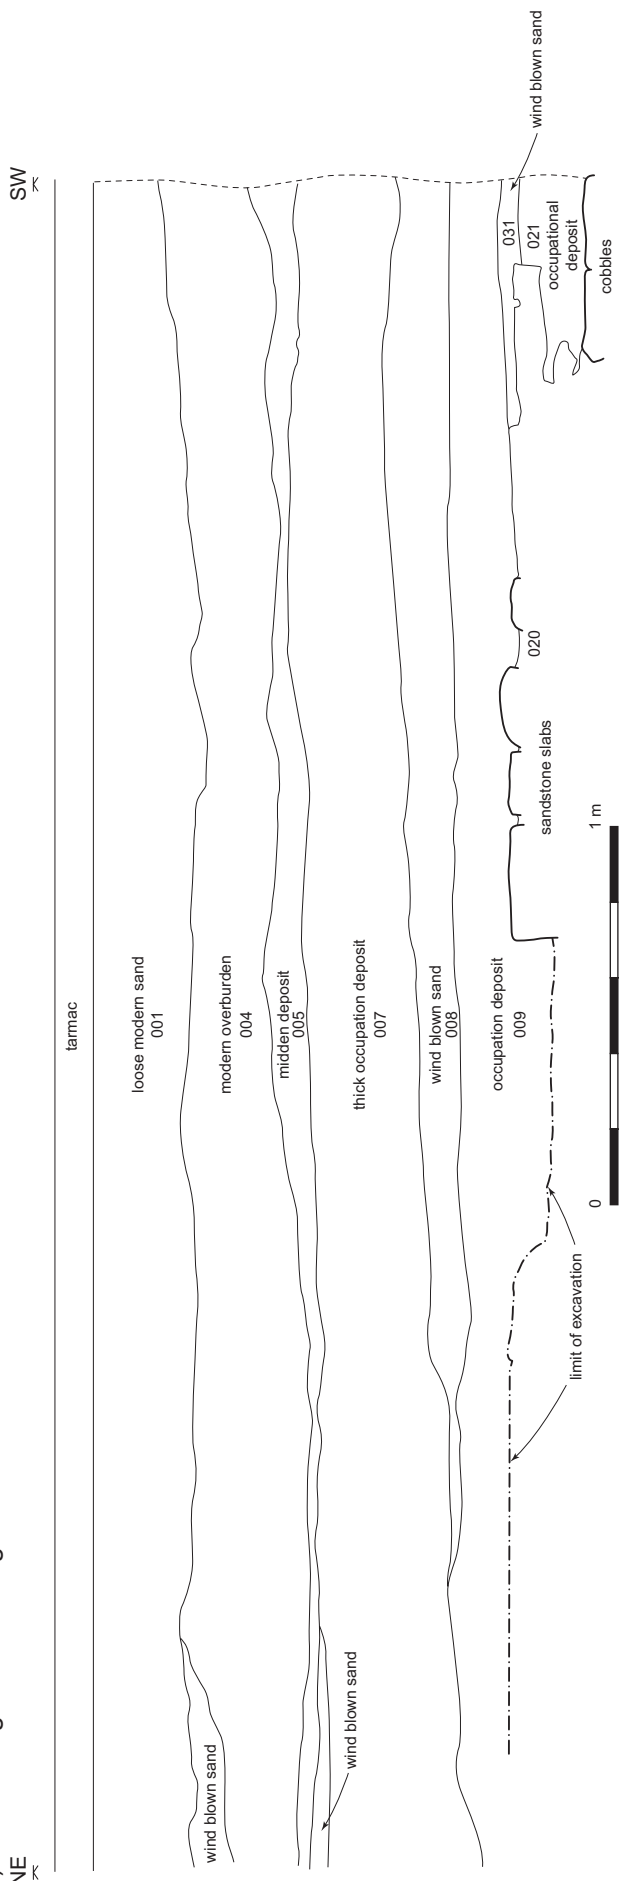 NE
SW
tarmac
loose modern sand
001
wind blown sand
modern overburden
004
midden deposit
005
wind blown sand
thick occupation deposit
007
wind blown sand
008
occupation deposit
009
031
021
occupational
deposit
wind blown sand
020
sandstone slabs
cobbles
limit of excavation
0
1 m